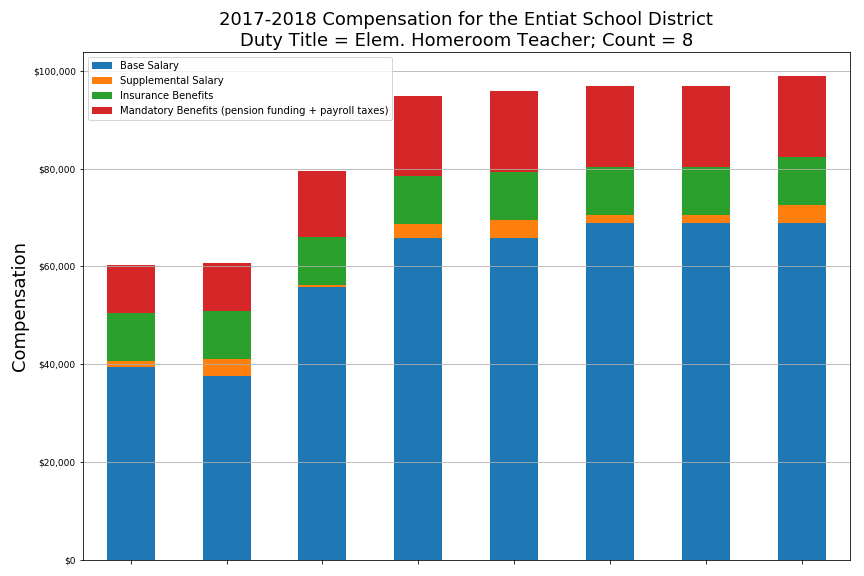 2017-2018 Compensation for the Entiat School District
Duty Title = Elem. Homeroom Teacher; Count = 8
Base Salary
Supplemental Salary
Insurance Benefits
Mandatory Benefits (pension funding + payroll taxes)
$100,000
$80,000
$60,000
$40,000
$20,000
$0
Compensation